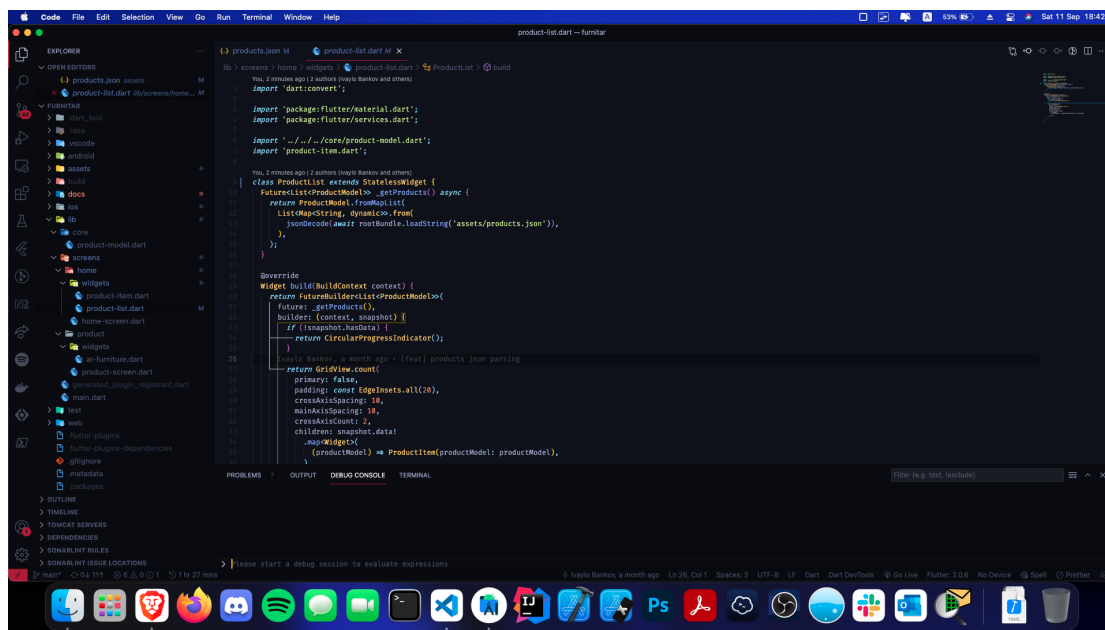 Code File Edit Selection View Go Run Terminal Window Help
53% Sat 11 Sep 18:42
product-list.dart — furnitar
EXPLORER
OPEN EDITORS
products.json assets M
product-list.dart lib/screens/home... M
FURNITAR
.dart_tool
.idea
.vscode
android
assets
build
docs
ios
lib
core
product-model.dart
screens
home
widgets
product-item.dart
product-list.dart M
home-screen.dart
product
widgets
ar-furniture.dart
product-screen.dart
generated_plugin_registrant.dart
main.dart
test
web
.flutter-plugins
.flutter-plugins-dependencies
.gitignore
.metadata
.packages
OUTLINE
TIMELINE
TOMCAT SERVERS
DEPENDENCIES
SONARLINT RULES
SONARLINT ISSUE LOCATIONS
products.json M product-list.dart M
lib > screens > home > widgets > product-list.dart > ProductList > build
You, 2 minutes ago | 2 authors (Ivaylo Bankov and others)
import 'dart:convert';
import 'package:flutter/material.dart';
import 'package:flutter/services.dart';
import '../../../core/product-model.dart';
import 'product-item.dart';
You, 2 minutes ago | 2 authors (Ivaylo Bankov and others)
class ProductList extends StatelessWidget {
Future<List<ProductModel>> _getProducts() async {
return ProductModel.fromMapList(
List<Map<String, dynamic>>.from(
jsonDecode(await rootBundle.loadString('assets/products.json')),
),
);
}
@override
Widget build(BuildContext context) {
return FutureBuilder<List<ProductModel>>(
future: _getProducts(),
builder: (context, snapshot) {
if (!snapshot.hasData) {
return CircularProgressIndicator();
}
26 Ivaylo Bankov, a month ago • [feat] products json parsing
return GridView.count(
primary: false,
padding: const EdgeInsets.all(20),
crossAxisSpacing: 10,
mainAxisSpacing: 10,
crossAxisCount: 2,
children: snapshot.data!
.map<Widget>(
(productModel) => ProductItem(productModel: productModel),
)
PROBLEMS 7 OUTPUT DEBUG CONSOLE TERMINAL
Filter (e.g. text, !exclude)
Please start a debug session to evaluate expressions
main* 0↓ 11↑ 6 0 1 1 hr 27 mins
Ivaylo Bankov, a month ago Ln 26, Col 1 Spaces: 2 UTF-8 LF Dart Dart DevTools Go Live Flutter: 2.0.6 No Device Spell Prettier
Ps
YAML